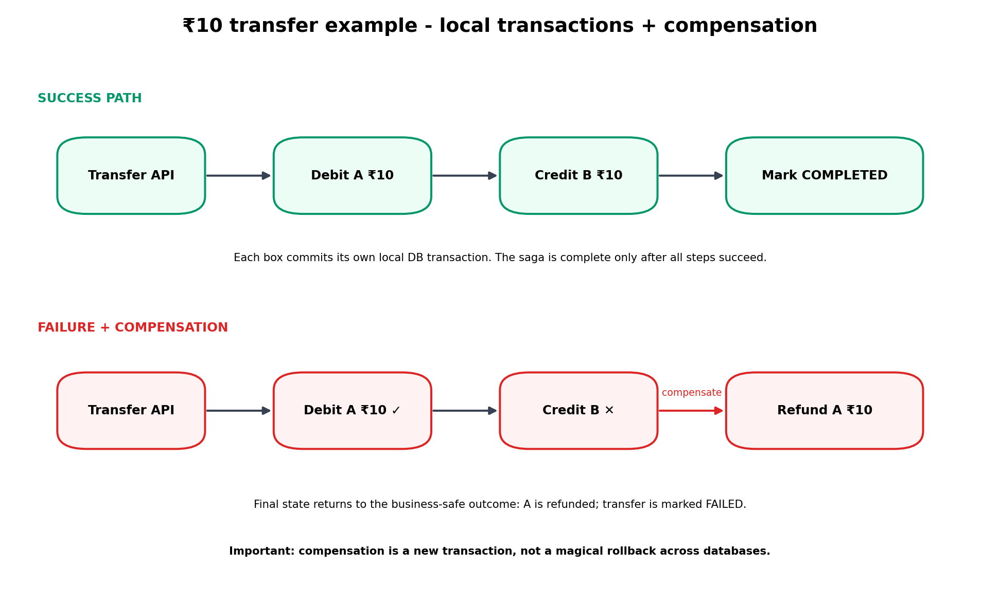 ₹10 transfer example - local transactions + compensation
SUCCESS PATH
Transfer API
Debit A ₹10
Credit B ₹10
Mark COMPLETED
Each box commits its own local DB transaction. The saga is complete only after all steps succeed.
FAILURE + COMPENSATION
Transfer API
Debit A ₹10 ✓
Credit B ✕
compensate
Refund A ₹10
Final state returns to the business-safe outcome: A is refunded; transfer is marked FAILED.
Important: compensation is a new transaction, not a magical rollback across databases.